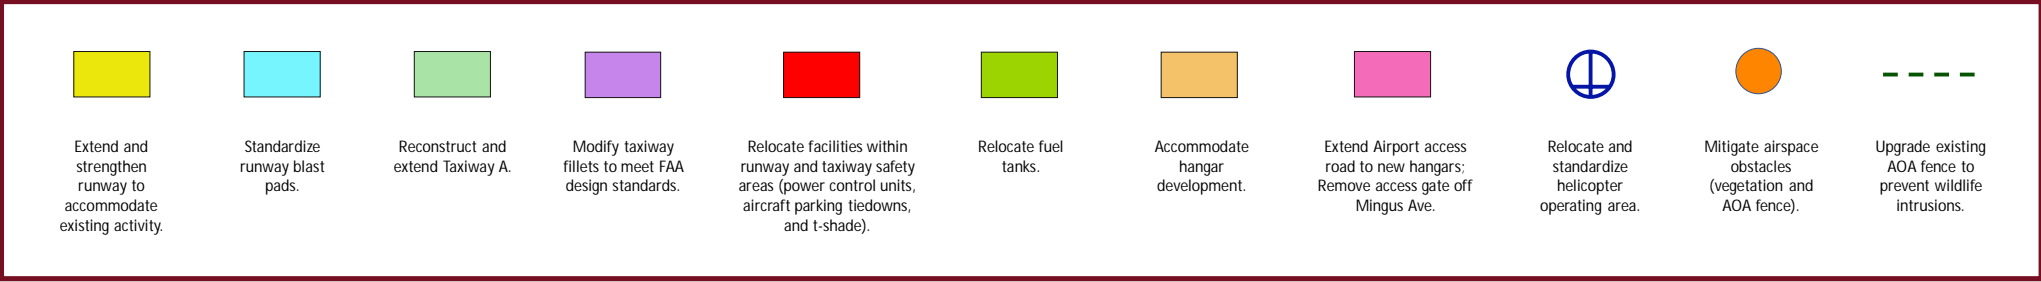 Extend and
strengthen
runway to
accommodate
existing activity.
Standardize
runway blast
pads.
Reconstruct and
extend Taxiway A.
Modify taxiway
fillets to meet FAA
design standards.
Relocate facilities within
runway and taxiway safety
areas (power control units,
aircraft parking tiedowns,
and t-shade).
Relocate fuel
tanks.
Accommodate
hangar
development.
Extend Airport access
road to new hangars;
Remove access gate off
Mingus Ave.
Relocate and
standardize
helicopter
operating area.
Mitigate airspace
obstacles
(vegetation and
AOA fence).
Upgrade existing
AOA fence to
prevent wildlife
intrusions.